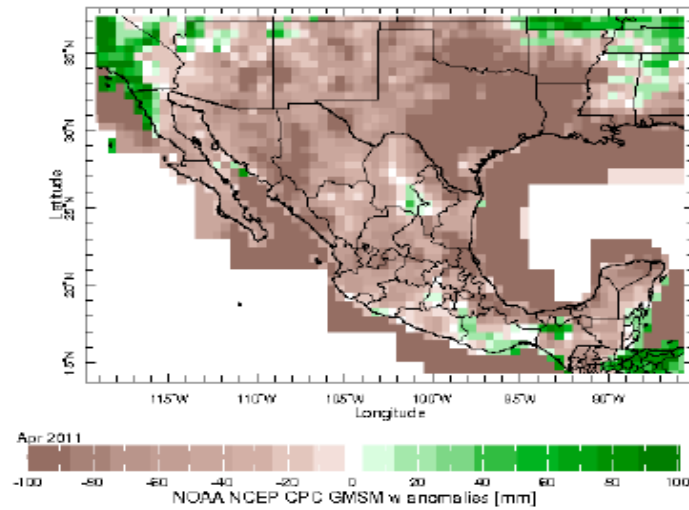 Latitude
35°N
30°N
25°N
20°N
15°N
115°W 110°W 105°W 100°W 95°W 90°W
Longitude
Apr 2011
-100 -80 -60 -40 -20 0 20 40 60 80 100
NOAA NCEP CPC GMSM w anomalies [mm]